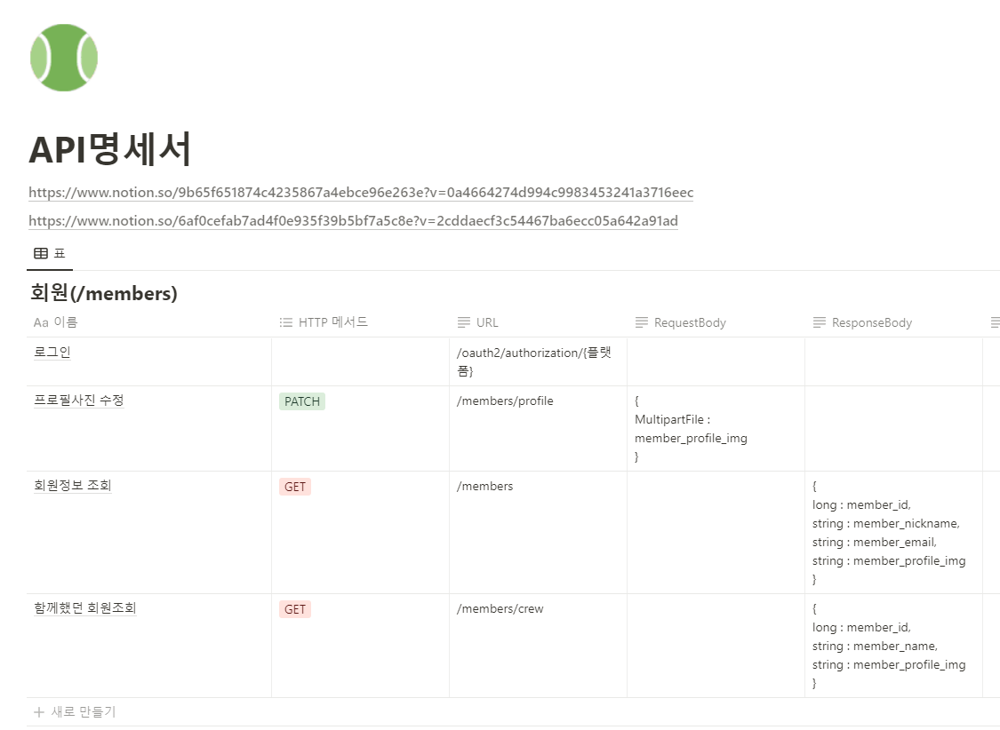 API명세서
https://www.notion.so/9b65f651874c4235867a4ebce96e263e?v=0a4664274d994c9983453241a3716eec
https://www.notion.so/6af0cefab7ad4f0e935f39b5bf7a5c8e?v=2cddaecf3c54467ba6ecc05a642a91ad
표
회원(/members)
Aa 이름 HTTP 메서드 URL RequestBody ResponseBody
로그인 /oauth2/authorization/{플랫
폼}
프로필사진 수정 PATCH /members/profile {
MultipartFile :
member_profile_img
}
회원정보 조회 GET /members {
long : member_id,
string : member_nickname,
string : member_email,
string : member_profile_img
}
함께했던 회원조회 GET /members/crew {
long : member_id,
string : member_name,
string : member_profile_img
}
+ 새로 만들기